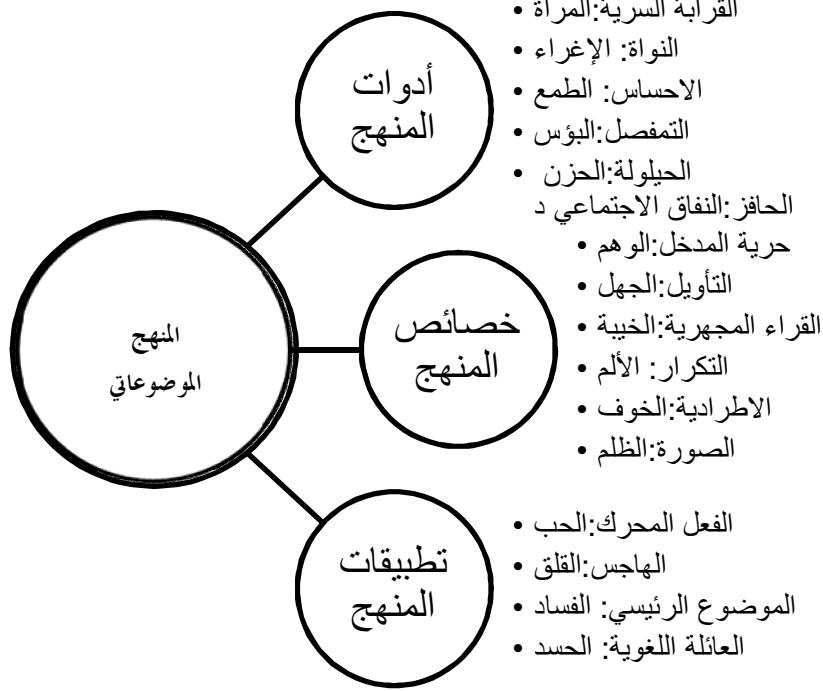 القرابة السرية:المرأة •
النواة: الإغراء •
الاحساس: الطمع •
التمفصل:البؤس •
الحيلولة:الحزن •
الحافز:النفاق الاجتماعي د
أدوات
المنهج
حرية المدخل:الوهم •
التأويل:الجهل •
القراء المجهرية:الخيبة •
التكرار: الألم •
الاطرادية:الخوف •
الصورة:الظلم •
خصائص
المنهج
المنهج
الموضوعاتي
الفعل المحرك:الحب •
الهاجس:القلق •
الموضوع الرئيسي: الفساد •
العائلة اللغوية: الحسد •
تطبيقات
المنهج